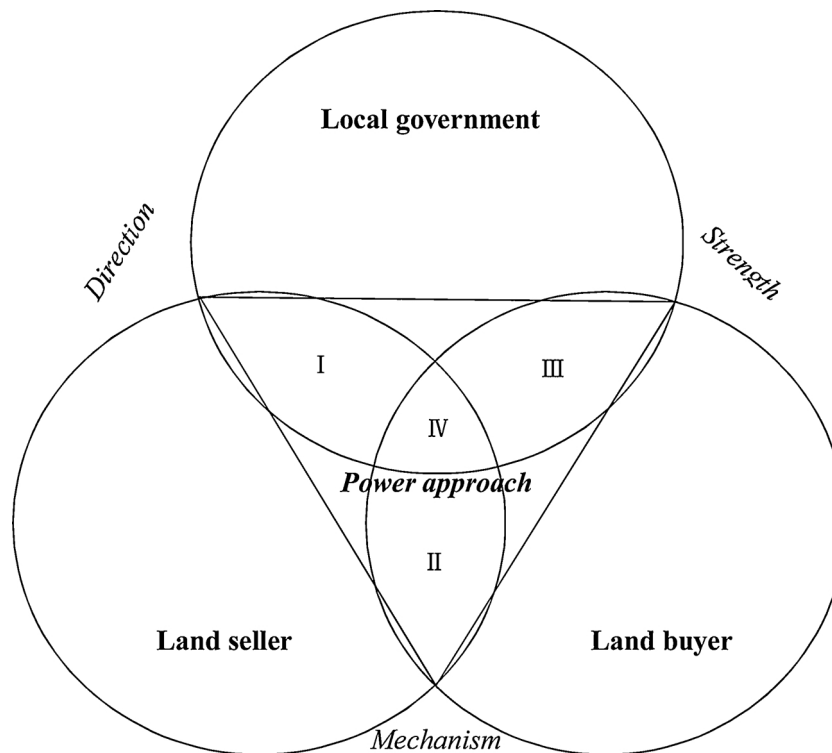 Local government
Direction
Strength
Ⅰ
Ⅲ
Ⅳ
Power approach
Ⅱ
Land seller
Land buyer
Mechanism